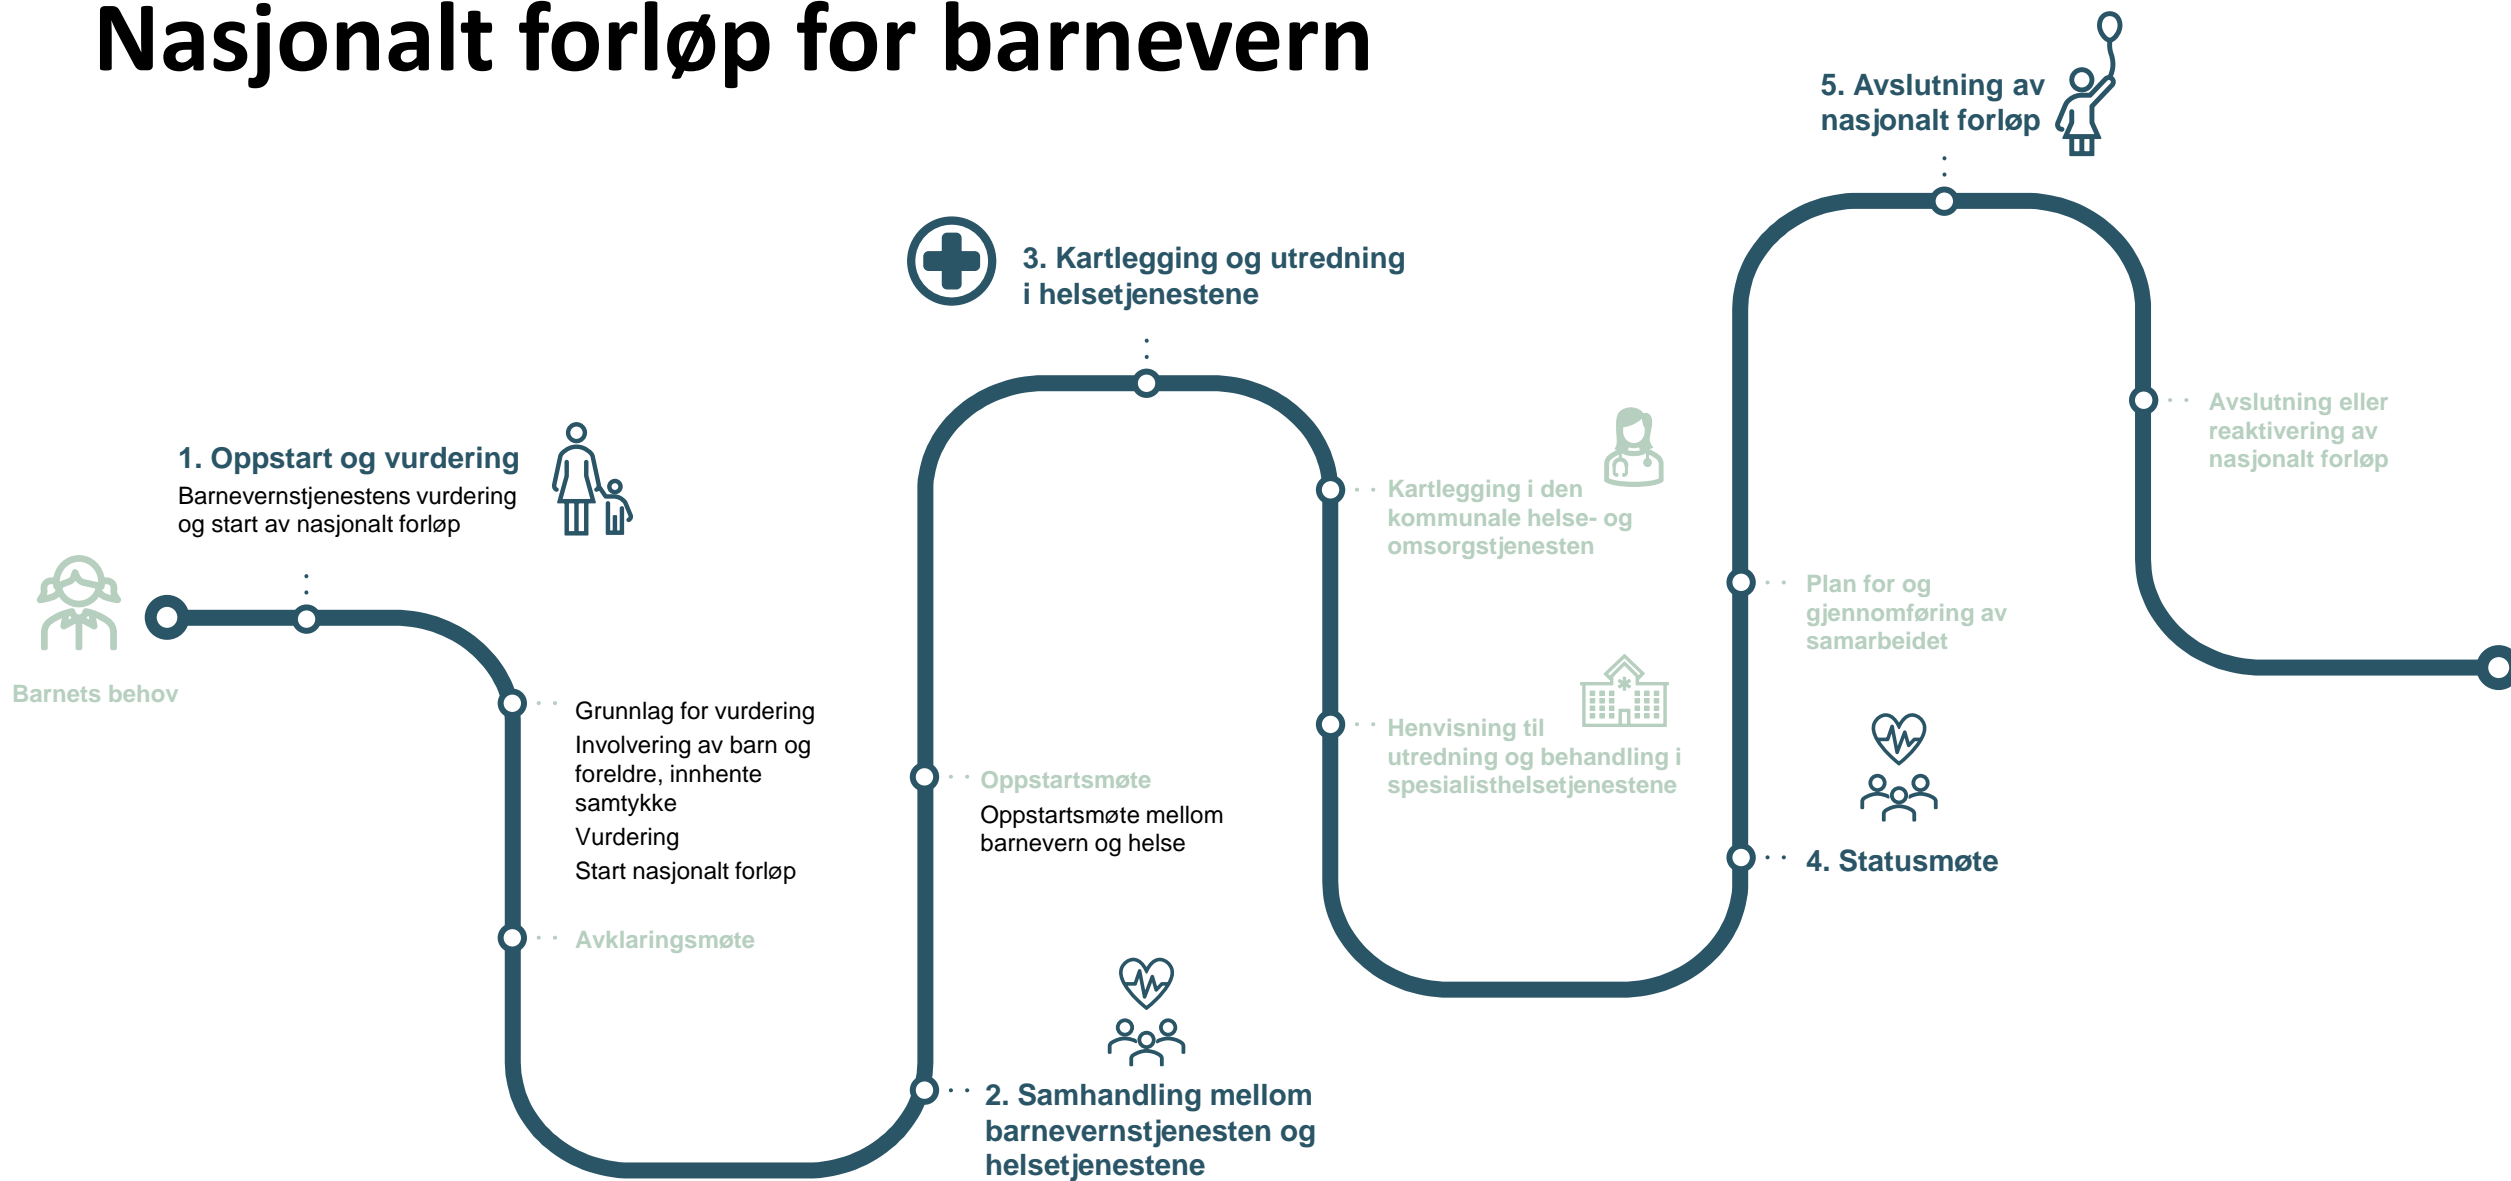 Nasjonalt forløp for barnevern
Barnets behov
1. Oppstart og vurdering
Barnevernstjenestens vurdering
og start av nasjonalt forløp
Grunnlag for vurdering
Involvering av barn og
foreldre, innhente
samtykke
Vurdering
Start nasjonalt forløp
Avklaringsmøte
2. Samhandling mellom
barnevernstjenesten og
helsetjenestene
Oppstartsmøte
Oppstartsmøte mellom
barnevern og helse
3. Kartlegging og utredning
i helsetjenestene
Kartlegging i den
kommunale helse- og
omsorgstjenesten
Henvisning til
utredning og behandling i
spesialisthelsetjenestene
4. Statusmøte
Plan for og
gjennomføring av
samarbeidet
5. Avslutning av
nasjonalt forløp
Avslutning eller
reaktivering av
nasjonalt forløp